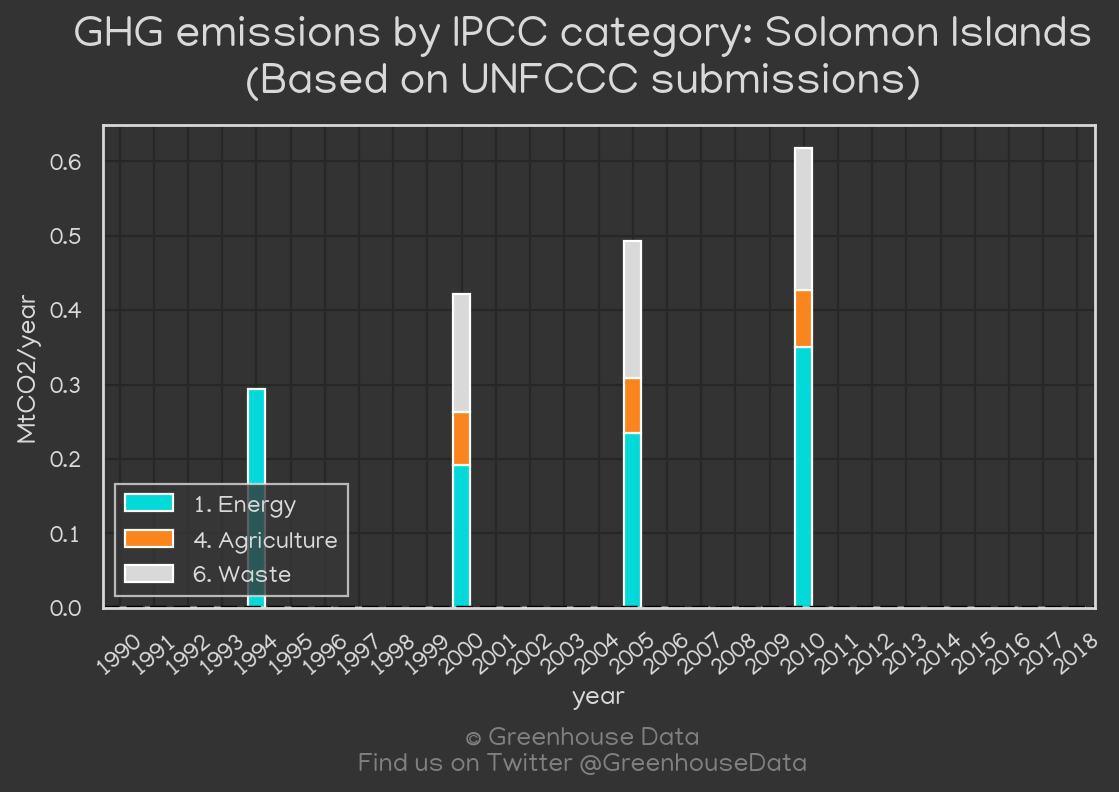 GHG emissions by IPCC category: Solomon Islands
(Based on UNFCCC submissions)
MtCO2/year
0.6
0.5
0.4
0.3
0.2
0.1
0.0
1. Energy
4. Agriculture
6. Waste
1990 1991 1992 1993 1994 1995 1996 1997 1998 1999 2000 2001 2002 2003 2004 2005 2006 2007 2008 2009 2010 2011 2012 2013 2014 2015 2016 2017 2018
year
© Greenhouse Data
Find us on Twitter @GreenhouseData